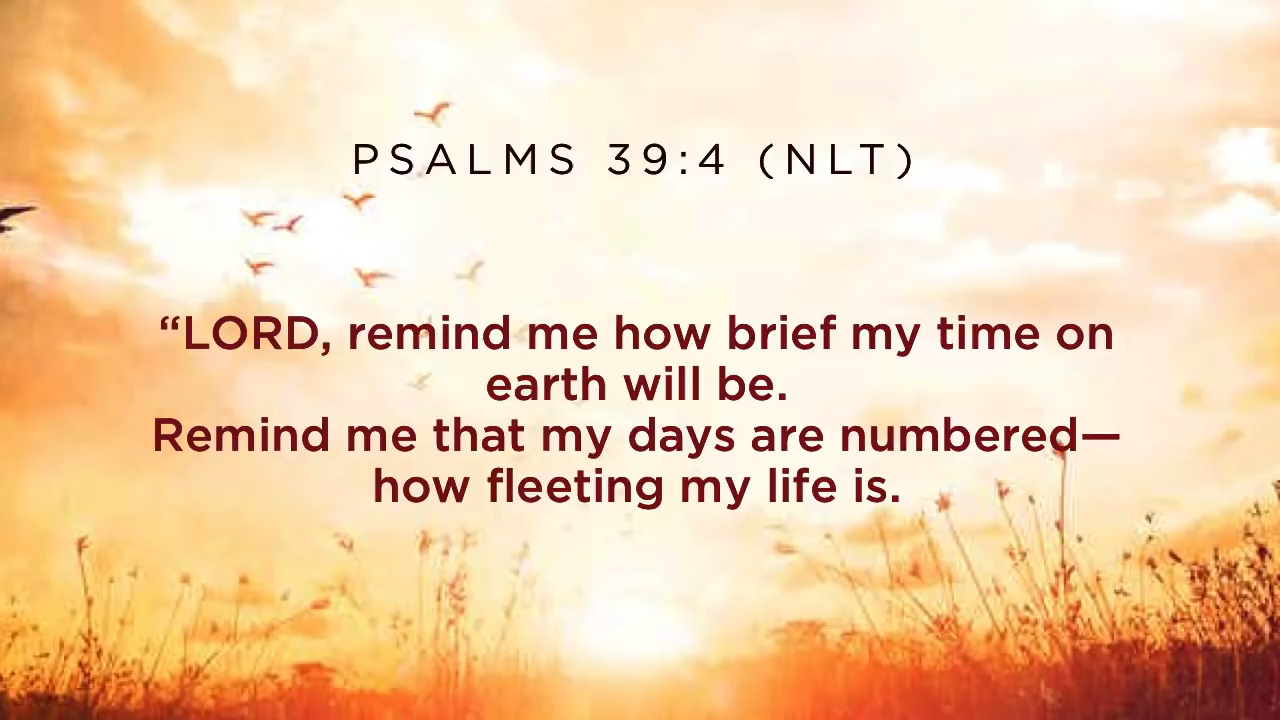 PSALMS 39:4 (NLT)
“LORD, remind me how brief my time on
earth will be.
Remind me that my days are numbered—
how fleeting my life is.